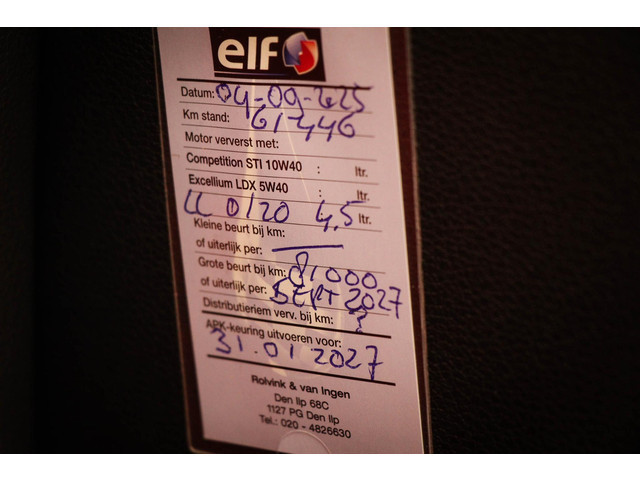 elf
Datum: 04-09-2025
Km stand: 61446
Motor ververst met:
Competition STI 10W40 : ltr.
Excellium LDX 5W40 : ltr.
LL 0/20 4,5 ltr.
Kleine beurt bij km:
of uiterlijk per:
Grote beurt bij km: 81000
of uiterlijk per: SEPT 2027
Distributieriem verv. bij km: ?
APK-keuring uitvoeren voor:
31.01 2027
Rolvink & van Ingen
Den Ilp 68C
1127 PG Den Ilp
Tel.: 020 - 4826630